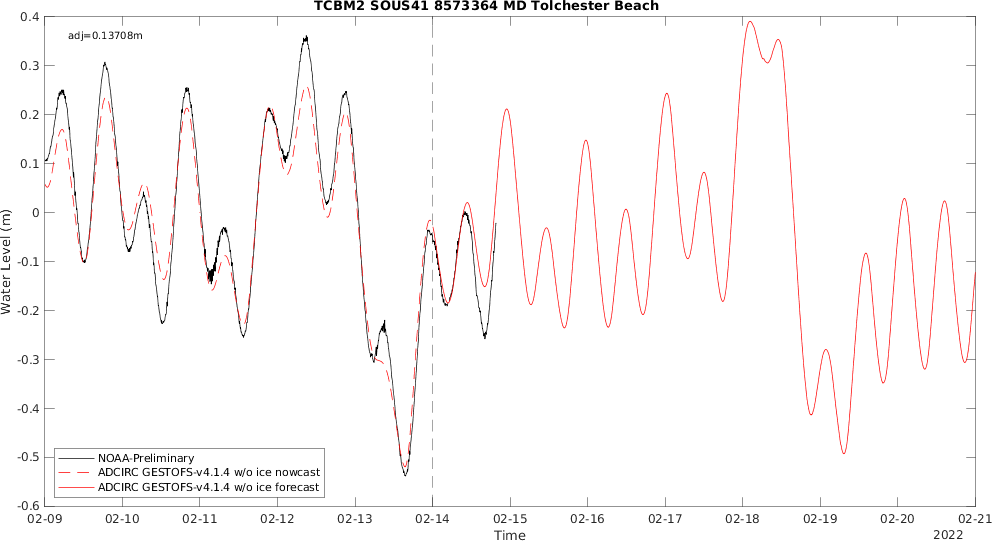 TCBM2 SOUS41 8573364 MD Tolchester Beach
adj=0.13708m
0.4
0.3
0.2
0.1
0
-0.1
-0.2
-0.3
-0.4
-0.5
-0.6
Water Level (m)
NOAA-Preliminary
ADCIRC GESTOFS-v4.1.4 w/o ice nowcast
ADCIRC GESTOFS-v4.1.4 w/o ice forecast
02-09 02-10 02-11 02-12 02-13 02-14 02-15 02-16 02-17 02-18 02-19 02-20 02-21
Time
2022